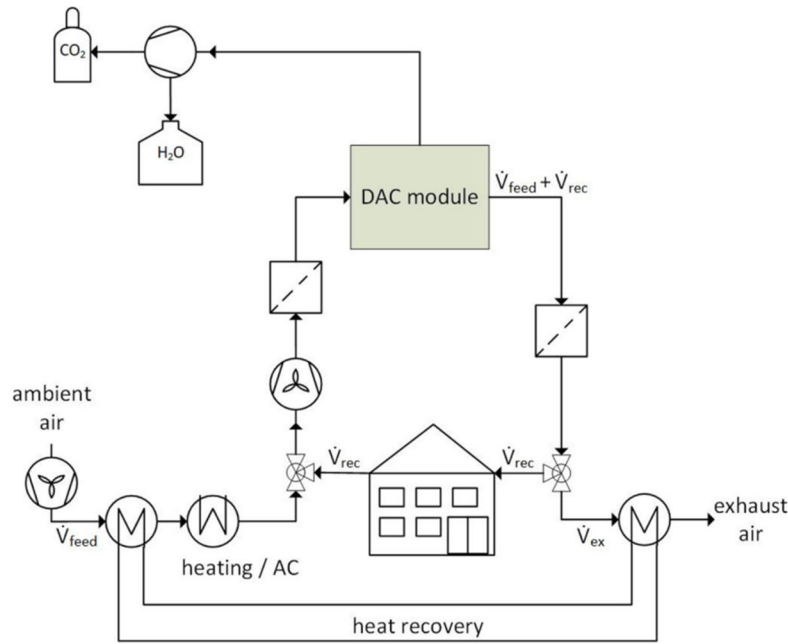 CO₂
H₂O
DAC module
V̇feed + V̇rec
ambient
air
V̇rec
V̇rec
V̇feed
heating / AC
V̇ex
exhaust
air
heat recovery